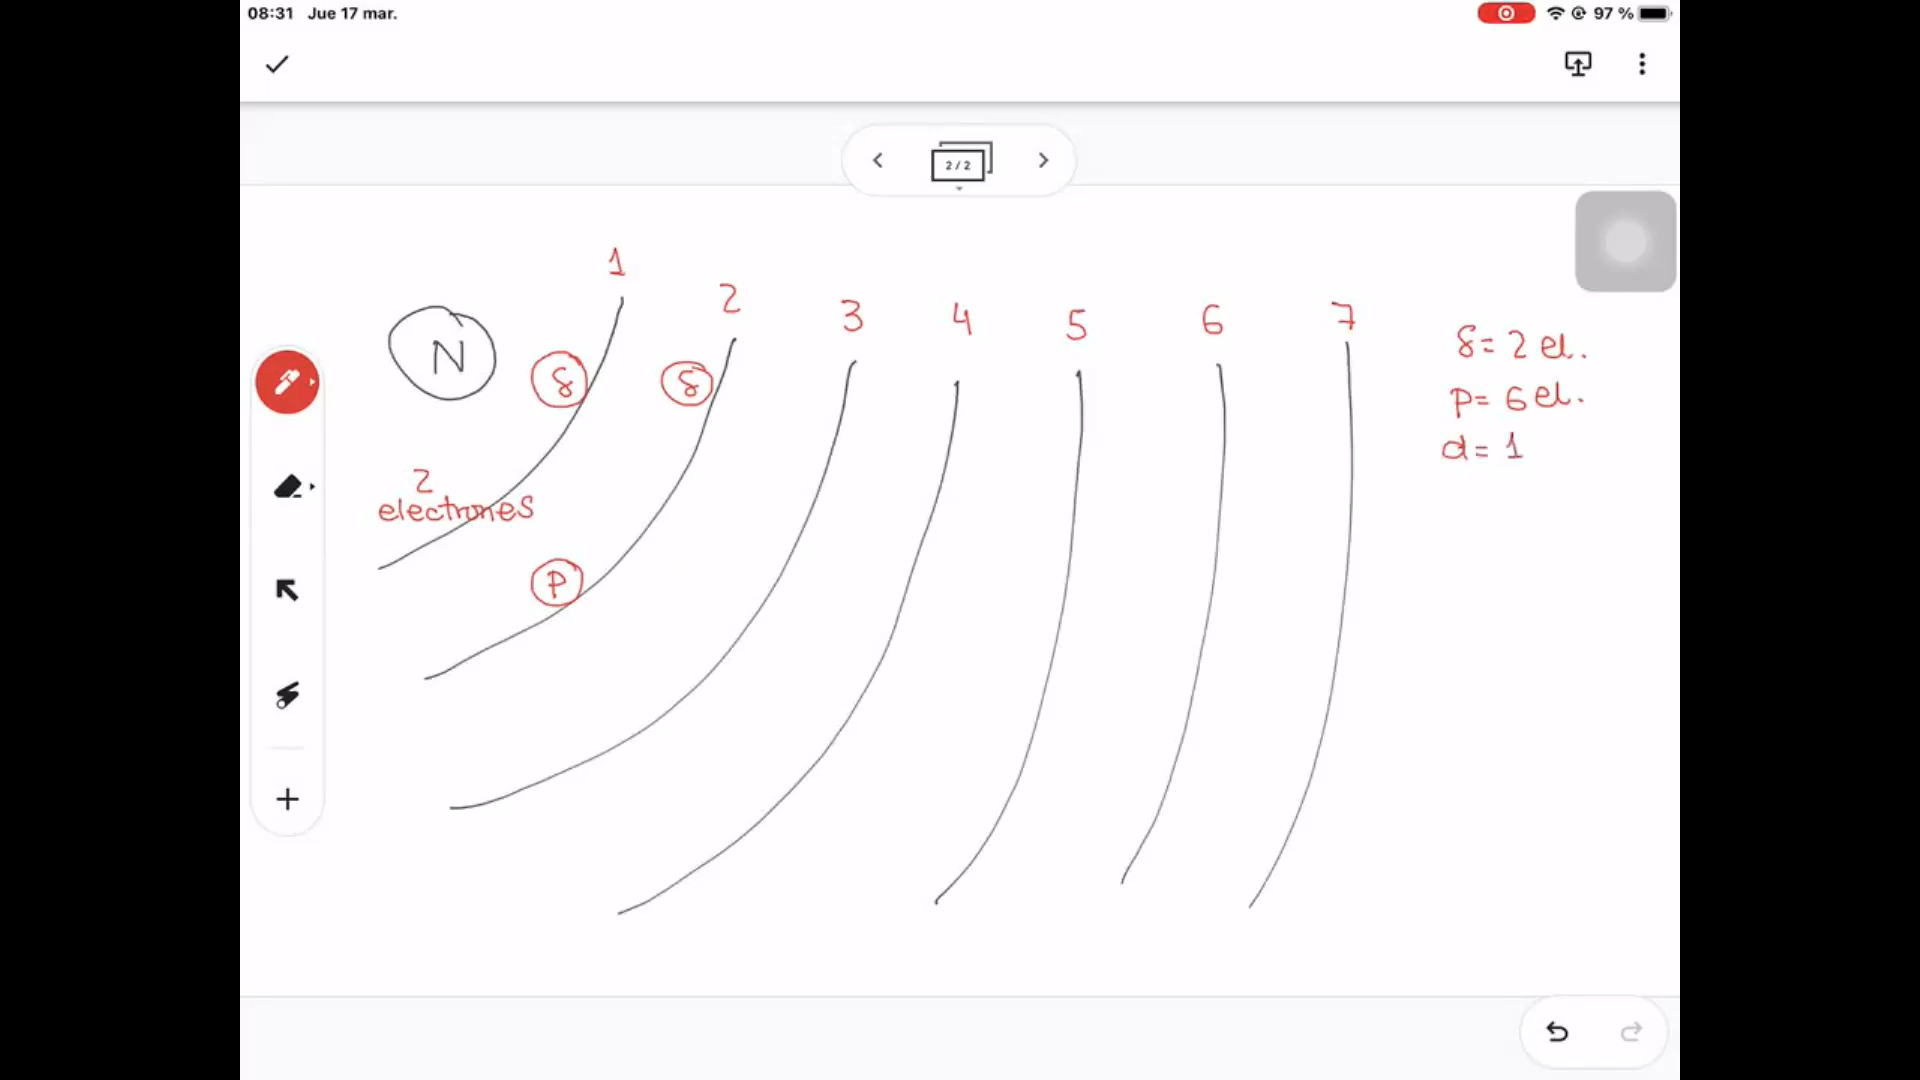 08:31 Jue 17 mar. 97 %
2 / 2
1 2 3 4 5 6 7
N
s s
s= 2 el.
p= 6 el.
d= 1
2
electrones
P